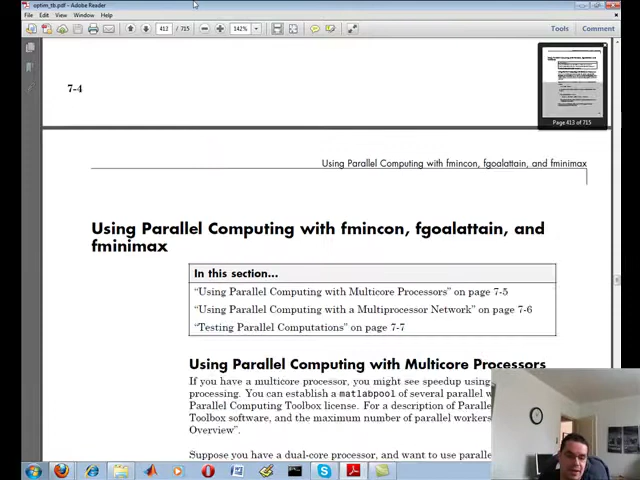 optim_tb.pdf - Adobe Reader
File Edit View Window Help
412 / 715 142% Tools Comment
7-4
Page 413 of 715
Using Parallel Computing with fmincon, fgoalattain, and fminimax
Using Parallel Computing with fmincon, fgoalattain, and
fminimax
In this section...
"Using Parallel Computing with Multicore Processors" on page 7-5
"Using Parallel Computing with a Multiprocessor Network" on page 7-6
"Testing Parallel Computations" on page 7-7
Using Parallel Computing with Multicore Processors
If you have a multicore processor, you might see speedup using
processing. You can establish a matlabpool of several parallel w
Parallel Computing Toolbox license. For a description of Parallel
Toolbox software, and the maximum number of parallel workers
Overview".
Suppose you have a dual-core processor, and want to use parallel